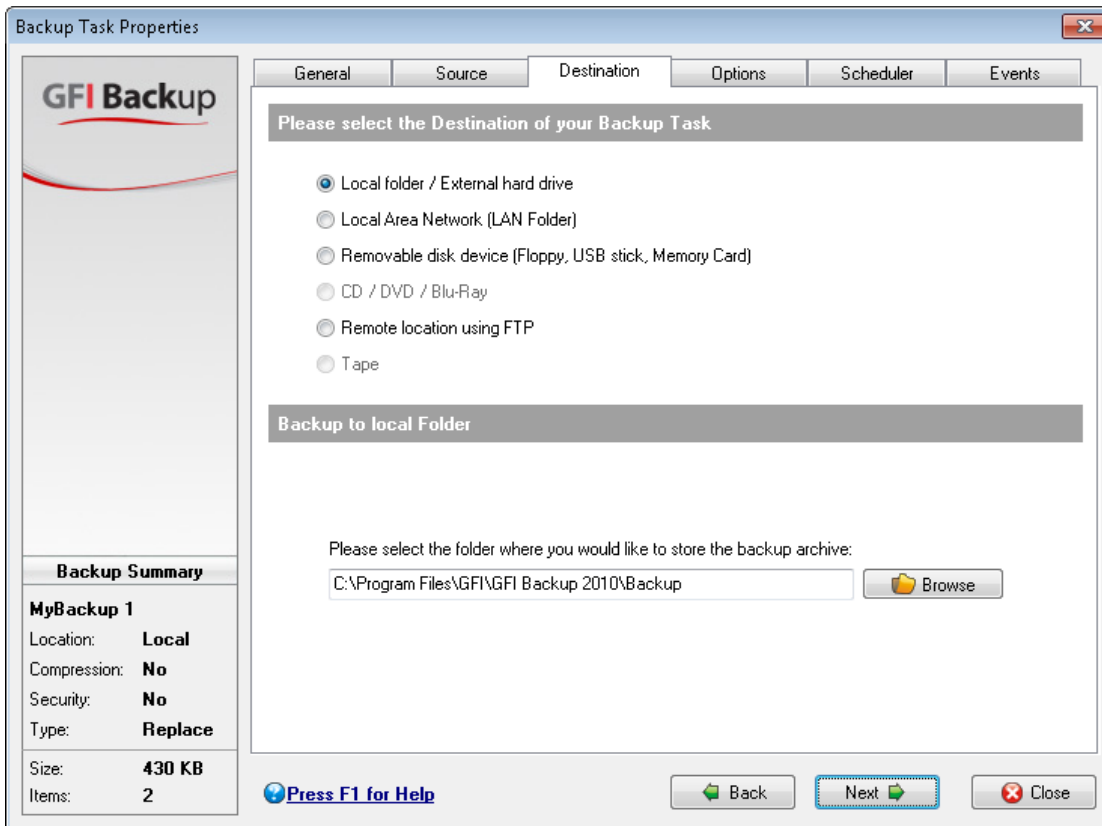 Backup Task Properties
GFI Backup
General Source Destination Options Scheduler Events
Please select the Destination of your Backup Task
Local folder / External hard drive
Local Area Network (LAN Folder)
Removable disk device (Floppy, USB stick, Memory Card)
CD / DVD / Blu-Ray
Remote location using FTP
Tape
Backup to local Folder
Please select the folder where you would like to store the backup archive:
C:\Program Files\GFI\GFI Backup 2010\Backup Browse
Backup Summary
MyBackup 1
Location: Local
Compression: No
Security: No
Type: Replace
Size: 430 KB
Items: 2
Press F1 for Help Back Next Close